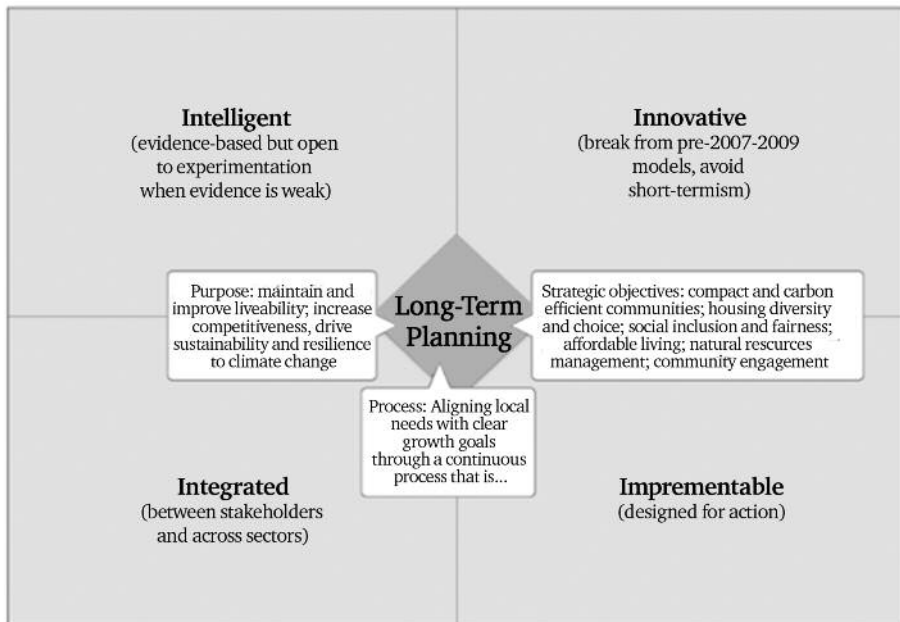 Intelligent
(evidence-based but open
to experimentation
when evidence is weak)
Innovative
(break from pre-2007-2009
models, avoid
short-termism)
Purpose: maintain and
improve liveability; increase
competitiveness, drive
sustainability and resilience
to climate change
Long-Term
Planning
Strategic objectives: compact and carbon
efficient communities; housing diversity
and choice; social inclusion and fairness;
affordable living; natural rescurces
management; community engagement
Process: Aligning local
needs with clear
growth goals
through a continuous
process that is...
Integrated
(between stakeholders
and across sectors)
Imprementable
(designed for action)